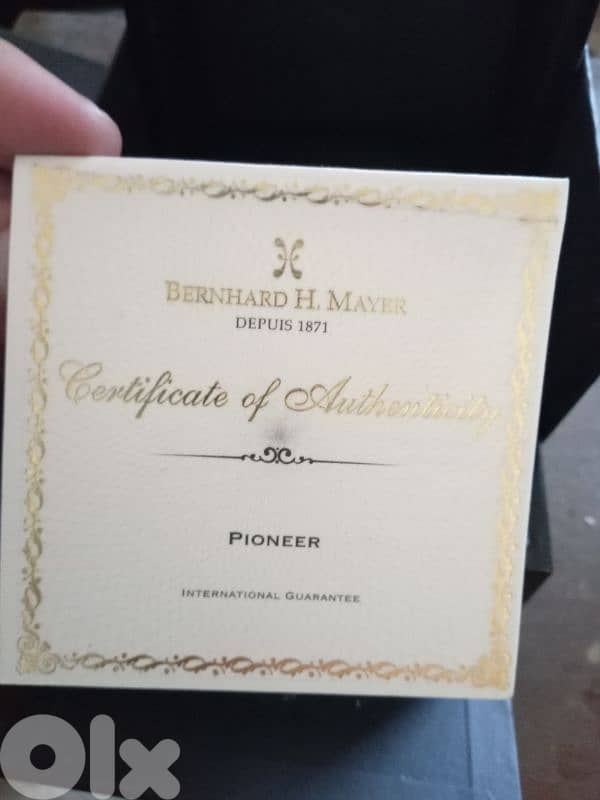 BERNHARD H. MAYER
DEPUIS 1871
Certificate of Authenticity
PIONEER
INTERNATIONAL GUARANTEE
Olx